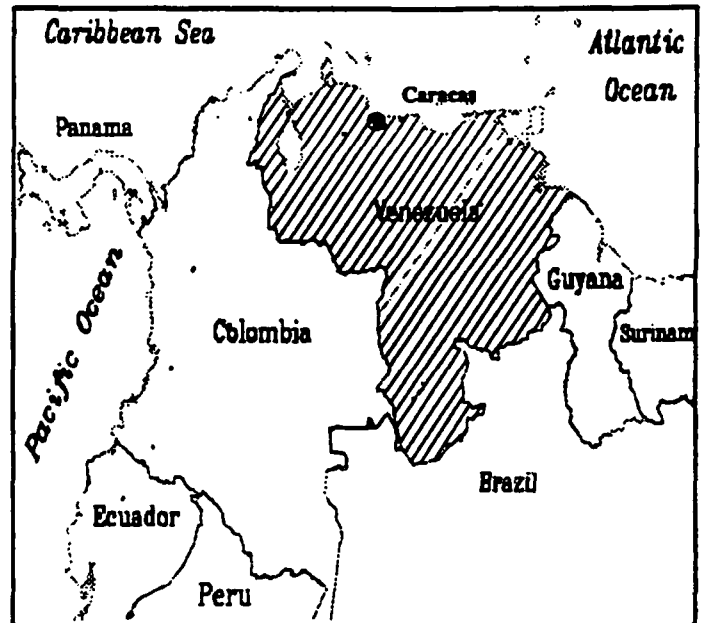 Caribbean Sea
Atlantic
Ocean
Caracas
Panama
Venezuela
Pacific Ocean
Guyana
Colombia
Surinam
Brazil
Ecuador
Peru